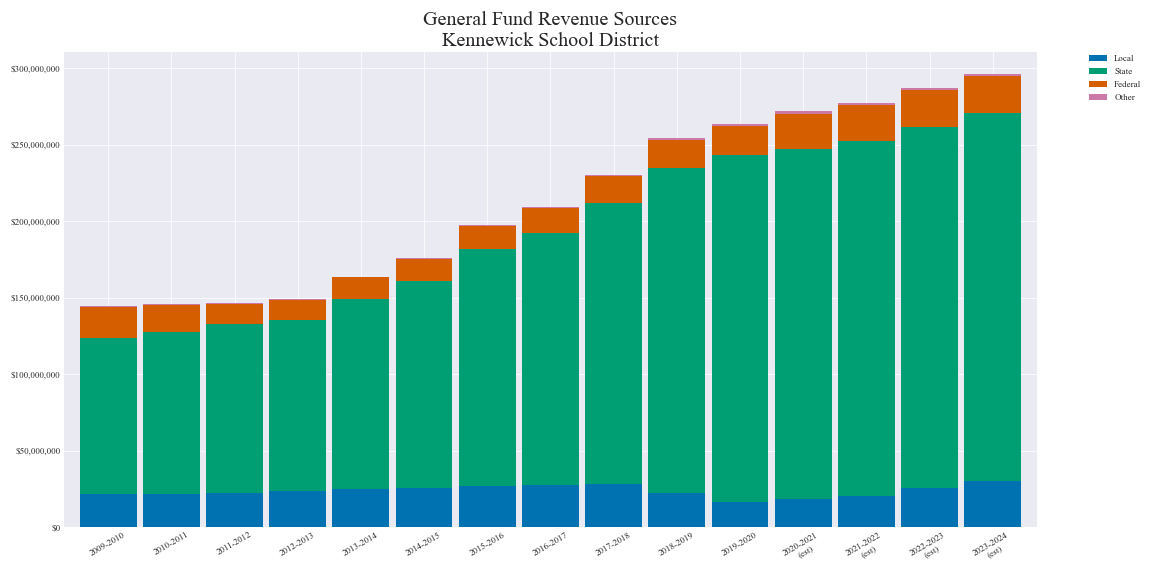 General Fund Revenue Sources
Kennewick School District
Local
State
Federal
Other
$300,000,000
$250,000,000
$200,000,000
$150,000,000
$100,000,000
$50,000,000
$0
2009-2010
2010-2011
2011-2012
2012-2013
2013-2014
2014-2015
2015-2016
2016-2017
2017-2018
2018-2019
2019-2020
2020-2021
(est)
2021-2022
(est)
2022-2023
(est)
2023-2024
(est)